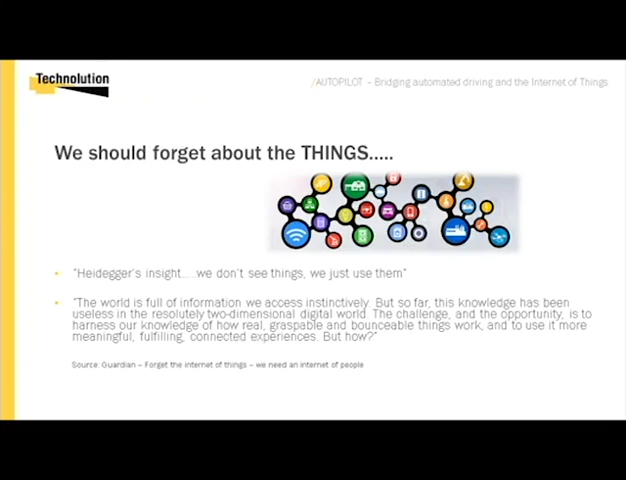 Technolution
/AUTOPILOT – Bridging automated driving and the Internet of Things
We should forget about the THINGS.....
• "Heidegger's insight.....we don't see things, we just use them"
• "The world is full of information we access instinctively. But so far, this knowledge has been
useless in the resolutely two-dimensional digital world. The challenge, and the opportunity, is to
harness our knowledge of how real, graspable and bounceable things work, and to use it more
meaningful, fulfilling, connected experiences. But how?"
Source: Guardian – Forget the internet of things – we need an internet of people